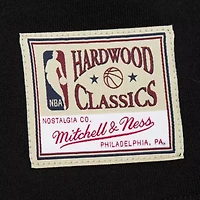 HARDWOOD
NBA
CLASSICS
NOSTALGIA CO.
Mitchell & Ness
PHILADELPHIA, PA.